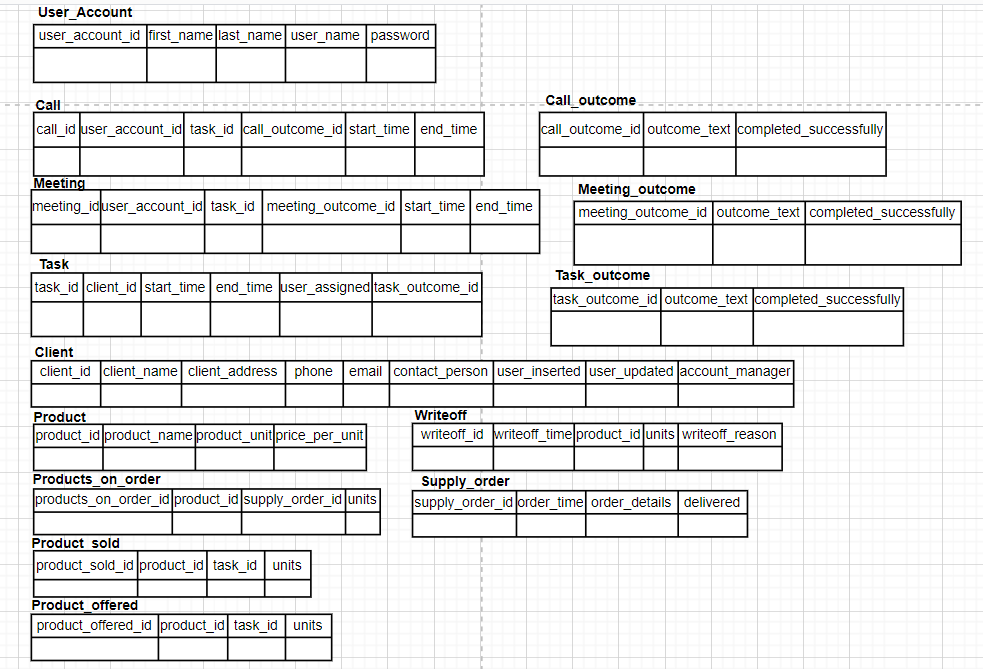 User_Account
user_account_id first_name last_name user_name password
Call
call_id user_account_id task_id call_outcome_id start_time end_time
Call_outcome
call_outcome_id outcome_text completed_successfully
Meeting
meeting_id user_account_id task_id meeting_outcome_id start_time end_time
Meeting_outcome
meeting_outcome_id outcome_text completed_successfully
Task
task_id client_id start_time end_time user_assigned task_outcome_id
Task_outcome
task_outcome_id outcome_text completed_successfully
Client
client_id client_name client_address phone email contact_person user_inserted user_updated account_manager
Product
product_id product_name product_unit price_per_unit
Writeoff
writeoff_id writeoff_time product_id units writeoff_reason
Products_on_order
products_on_order_id product_id supply_order_id units
Supply_order
supply_order_id order_time order_details delivered
Product_sold
product_sold_id product_id task_id units
Product_offered
product_offered_id product_id task_id units